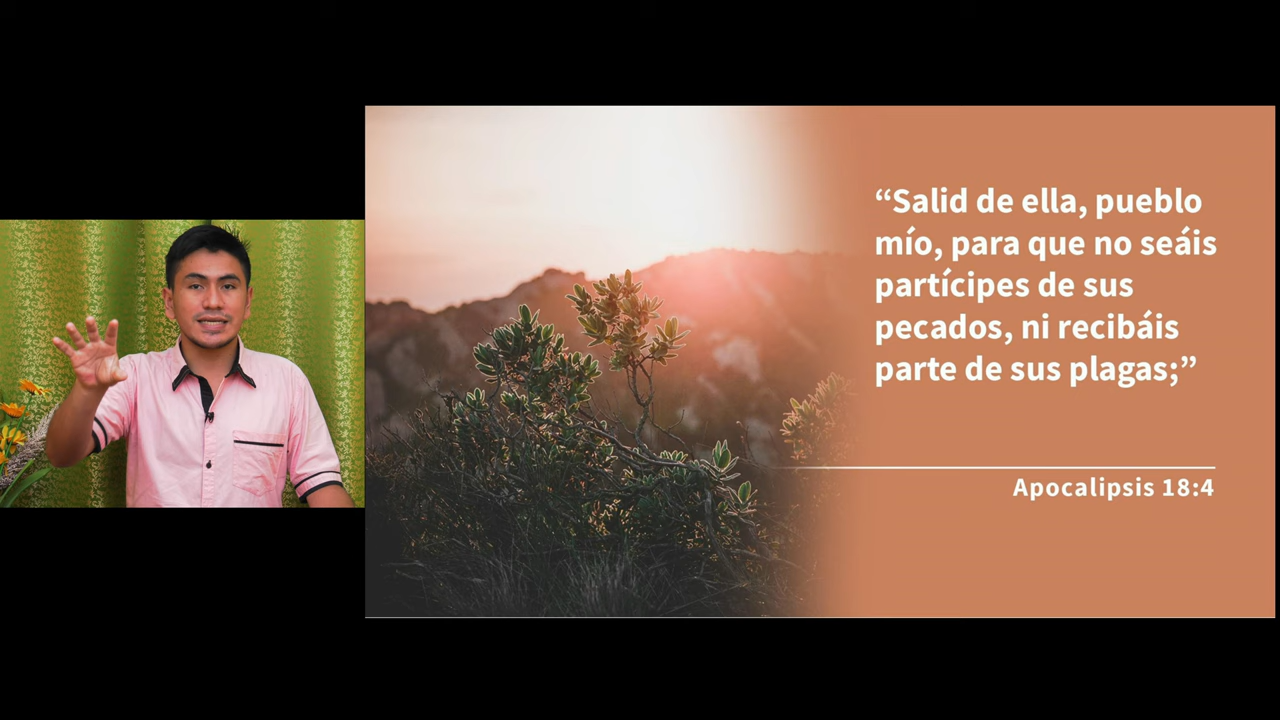 “Salid de ella, pueblo
mío, para que no seáis
partícipes de sus
pecados, ni recibáis
parte de sus plagas;”
Apocalipsis 18:4